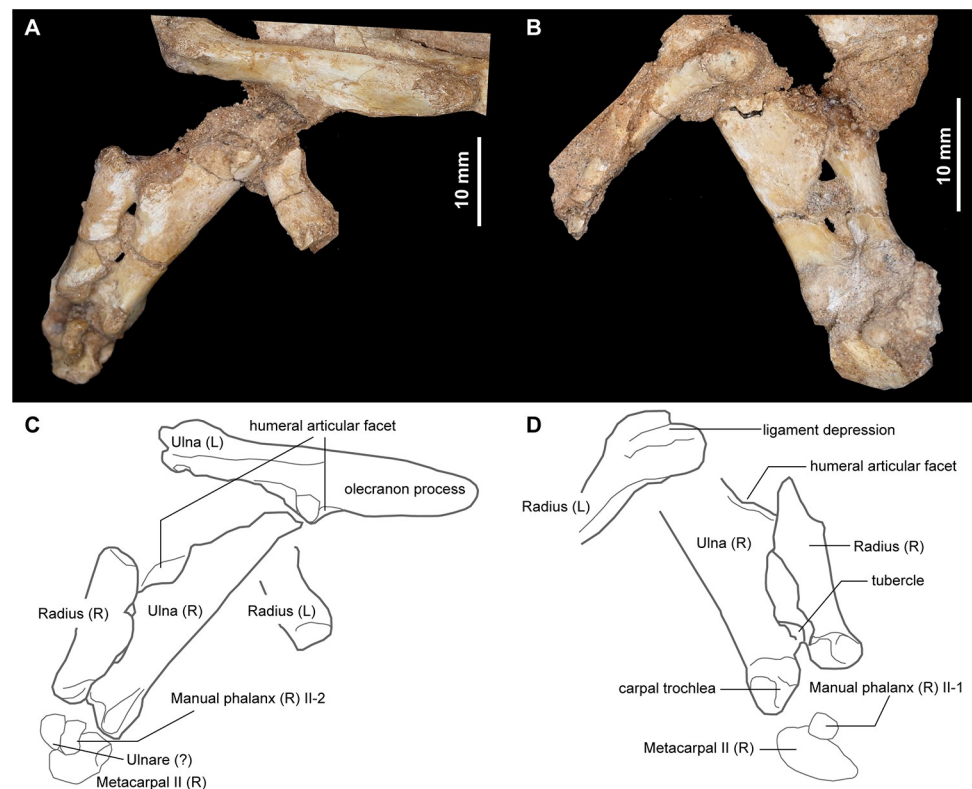 A
B
10 mm
10 mm
C
D
humeral articular facet
Ulna (L)
olecranon process
Radius (R)
Ulna (R)
Radius (L)
Manual phalanx (R) II-2
Ulnare (?)
Metacarpal II (R)
ligament depression
humeral articular facet
Radius (L)
Ulna (R)
Radius (R)
tubercle
carpal trochlea
Manual phalanx (R) II-1
Metacarpal II (R)